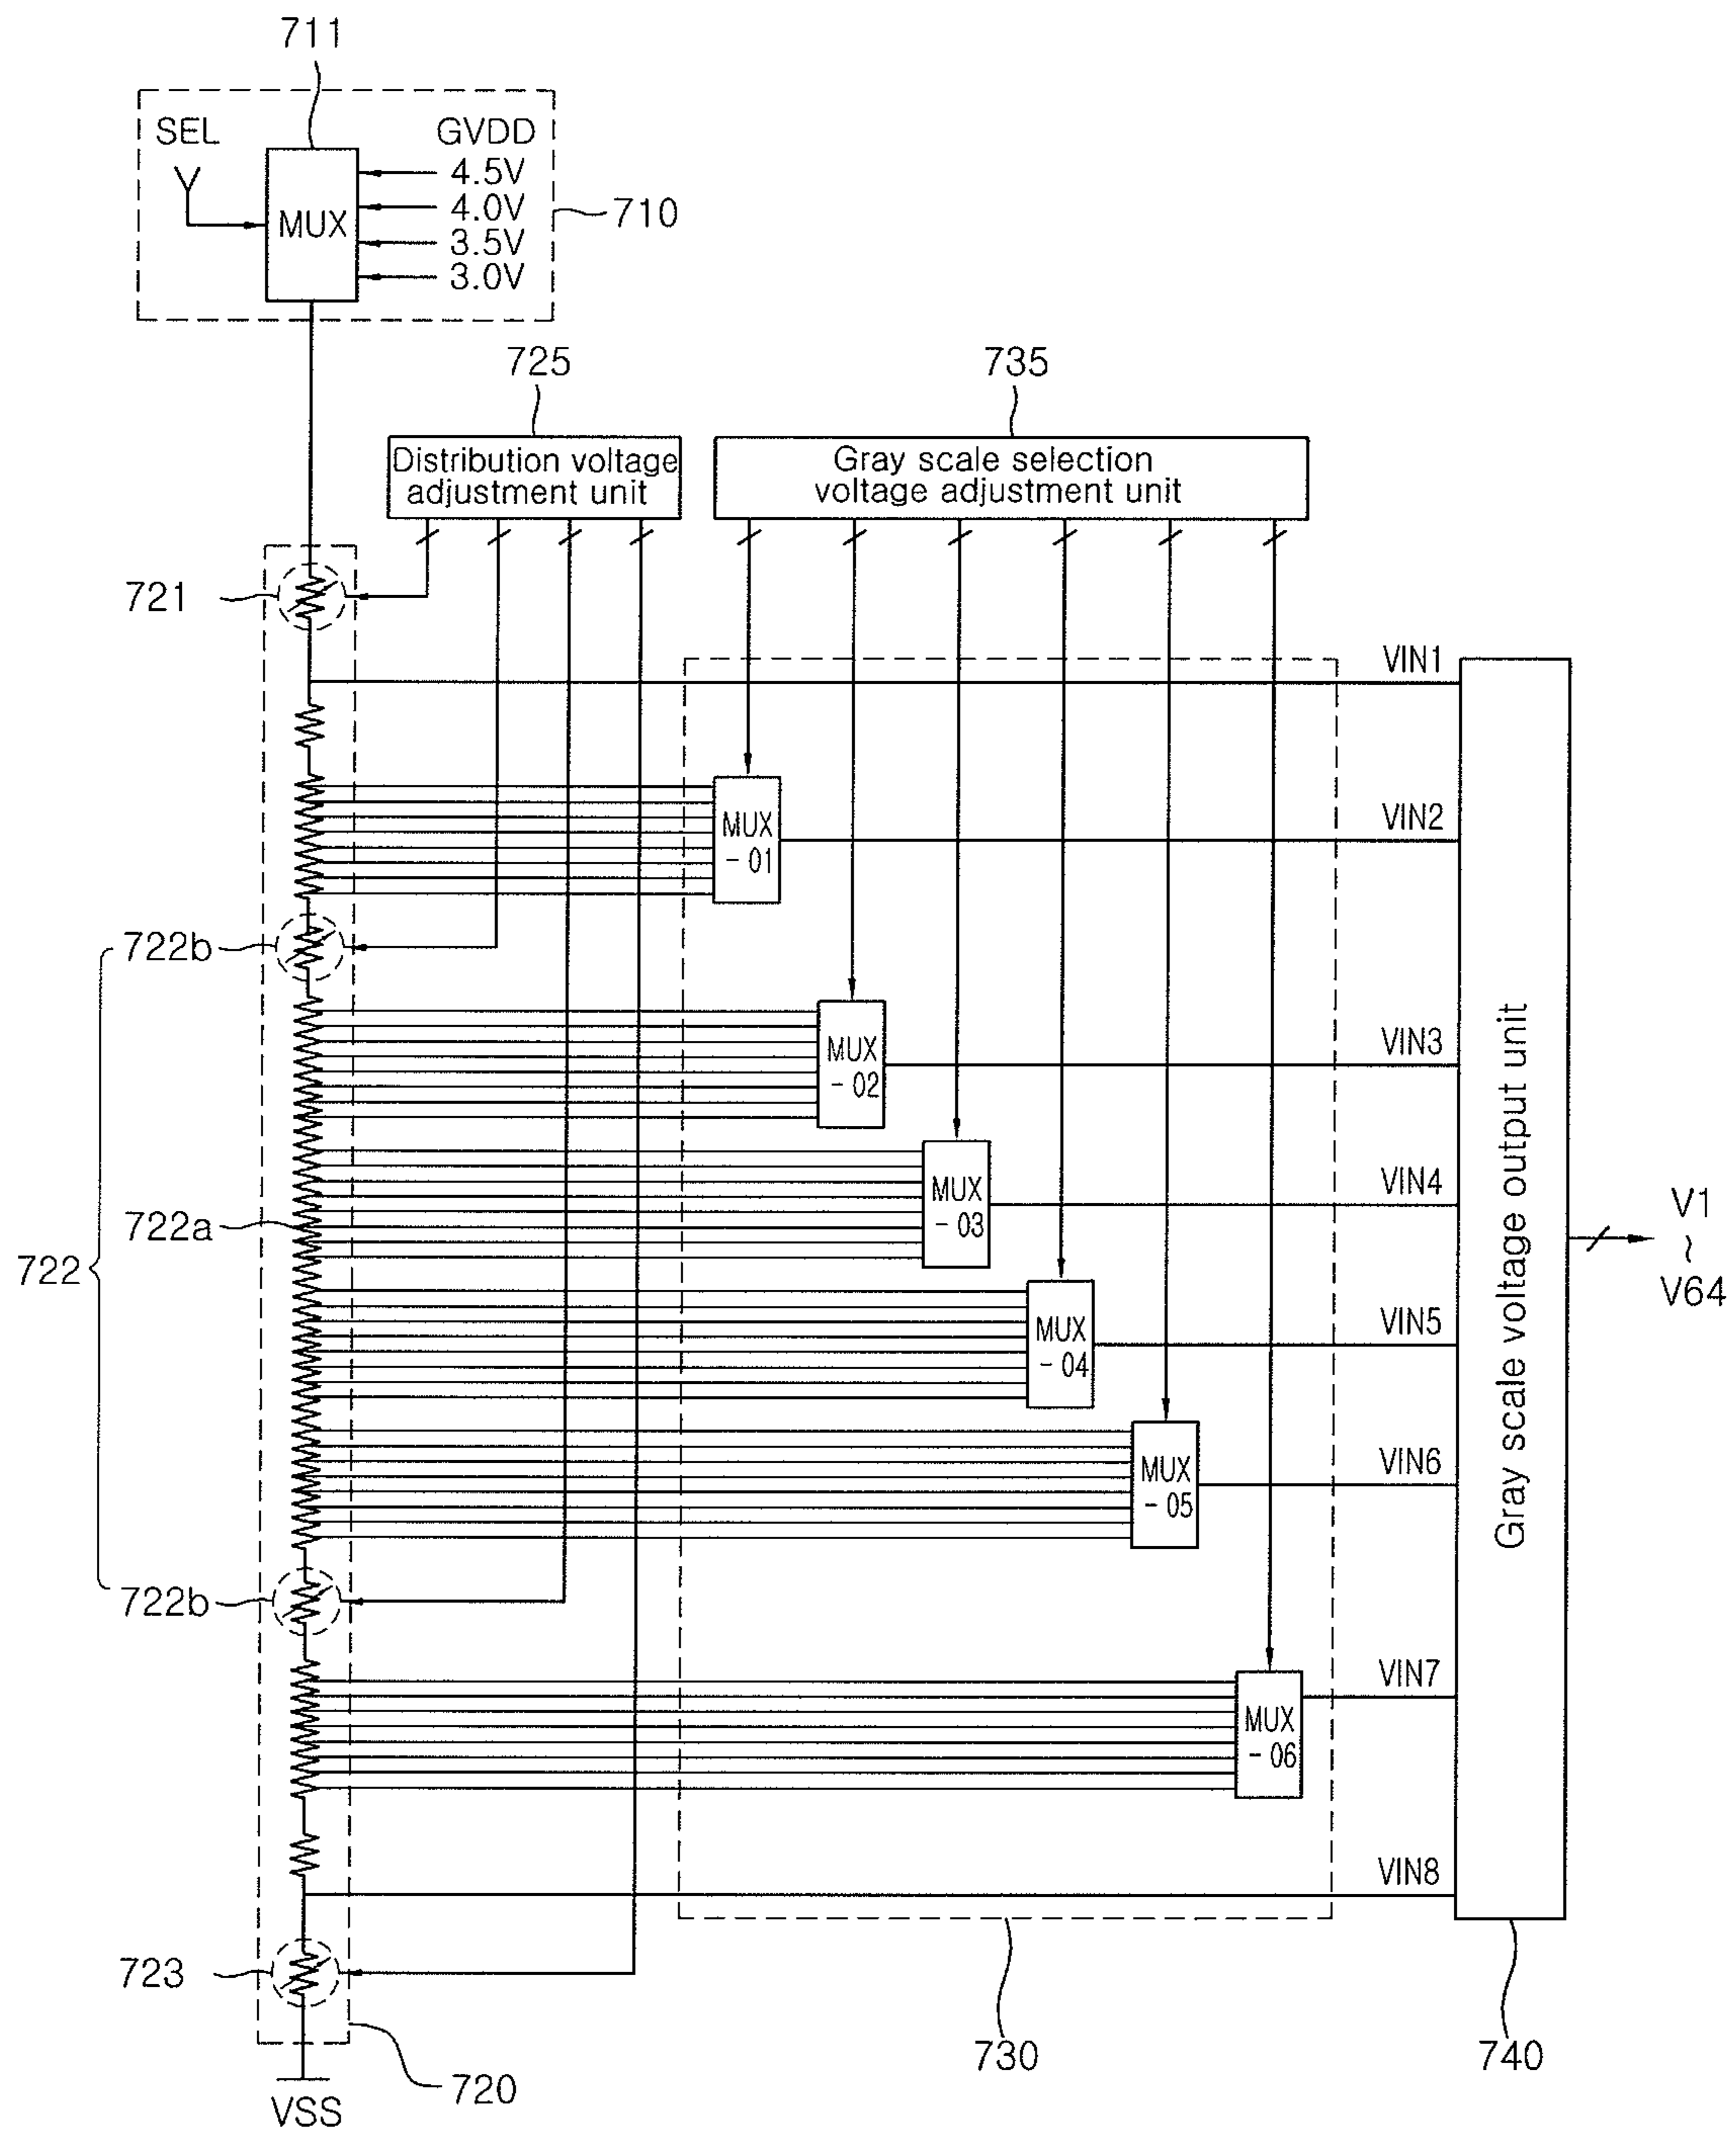 711
SEL
GVDD
4.5V
4.0V
3.5V
3.0V
MUX
710
725
735
Distribution voltage
adjustment unit
Gray scale selection
voltage adjustment unit
721
VIN1
MUX
- 01
VIN2
722b
MUX
- 02
VIN3
MUX
- 03
VIN4
722a
722
MUX
- 04
VIN5
MUX
- 05
VIN6
722b
MUX
- 06
VIN7
VIN8
Gray scale voltage output unit
V1
~
V64
723
720
VSS
730
740